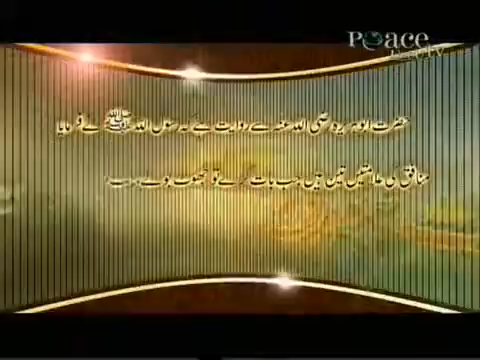 Peace
TV
حضرت ابو ہریرہ رضی اللہ عنہ سے روایت ہے کہ رسول اللہ ﷺ نے فرمایا
منافق کی علامتیں تین ہیں جب بات کرے تو جھوٹ بولے